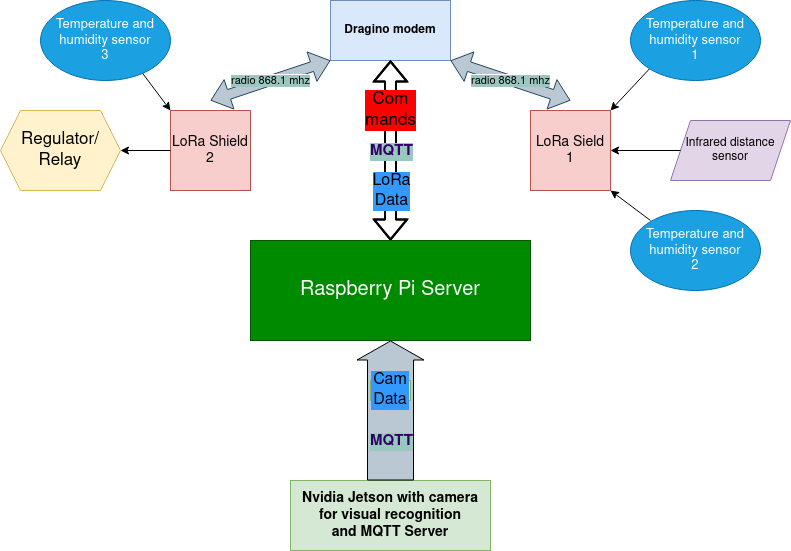 Temperature and
humidity sensor
3
Dragino modem
Temperature and
humidity sensor
1
radio 868.1 mhz
radio 868.1 mhz
Com
mands
Regulator/
Relay
LoRa Shield
2
MQTT
LoRa Sield
1
Infrared distance
sensor
LoRa
Data
Temperature and
humidity sensor
2
Raspberry Pi Server
Cam
Data
MQTT
Nvidia Jetson with camera
for visual recognition
and MQTT Server